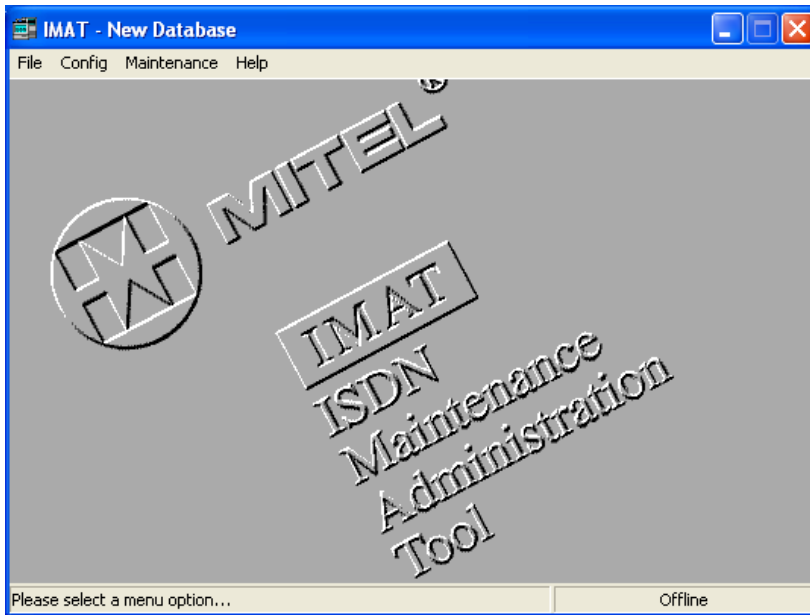 IMAT - New Database
File Config Maintenance Help
MITEL®
IMAT
ISDN
Maintenance
Administration
Tool
Please select a menu option...
Offline